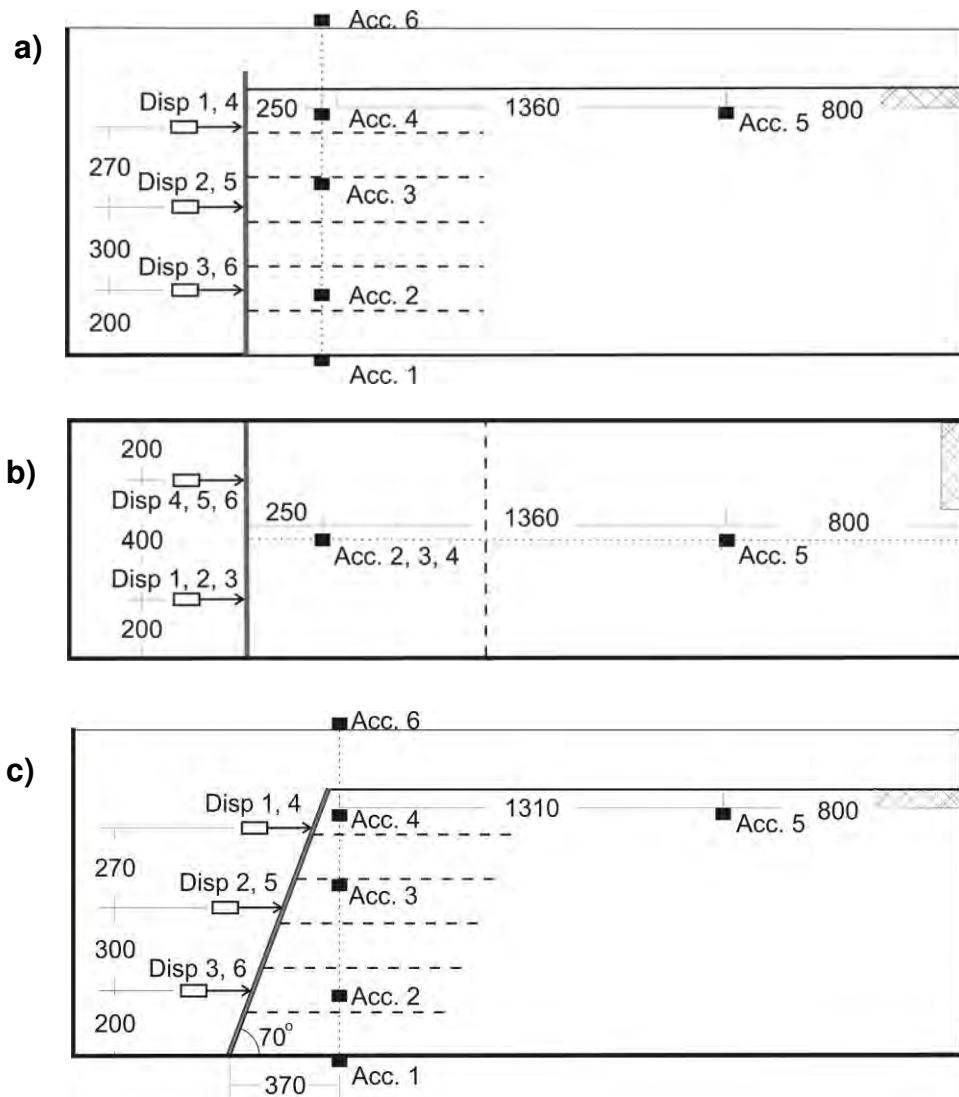 a)
Acc. 6
Disp 1, 4
250
1360
800
Acc. 4
Acc. 5
270
Disp 2, 5
Acc. 3
300
Disp 3, 6
Acc. 2
200
Acc. 1
b)
200
Disp 4, 5, 6
250
1360
800
400
Acc. 2, 3, 4
Acc. 5
Disp 1, 2, 3
200
c)
Acc. 6
Disp 1, 4
1310
800
Acc. 4
Acc. 5
270
Disp 2, 5
Acc. 3
300
Disp 3, 6
Acc. 2
200
70°
Acc. 1
370